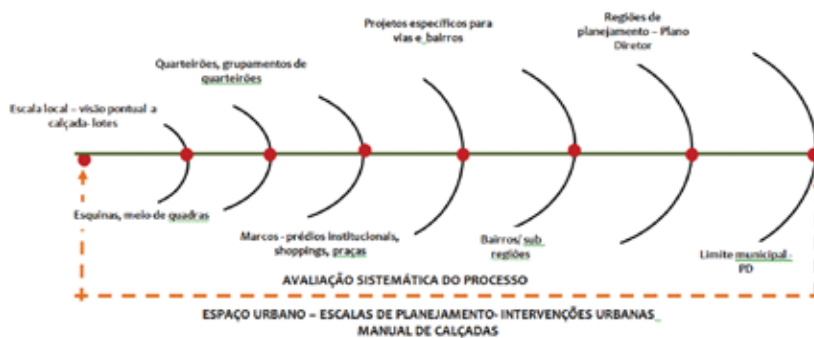 Projetos específicos para
vias e bairros
Regiões de
planejamento – Plano
Diretor
Quarteirões, grupamentos de
quarteirões
Escala local – visão pontual a
calçada- lotes
Esquinas, meio de quadras
Marcos - prédios institucionais,
shoppings, praças
Bairros/ sub
regiões
Limite municipal -
PD
AVALIAÇÃO SISTEMÁTICA DO PROCESSO
ESPAÇO URBANO – ESCALAS DE PLANEJAMENTO- INTERVENÇÕES URBANAS
MANUAL DE CALÇADAS